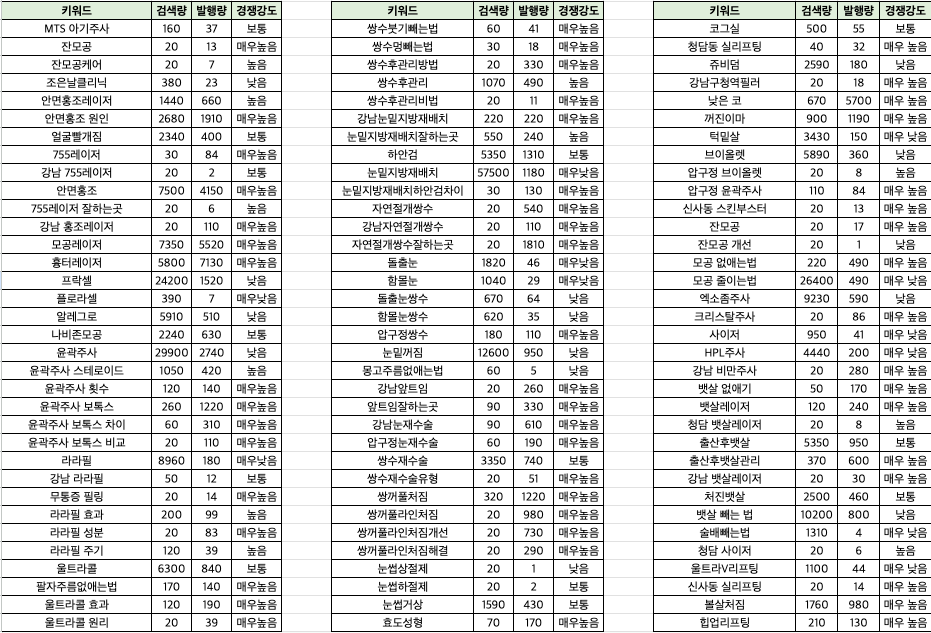 키워드 검색량 발행량 경쟁강도
MTS 아기주사 160 37 보통
잔모공 20 13 매우높음
잔모공케어 20 7 높음
조은날클리닉 380 23 낮음
안면홍조레이저 1440 660 높음
안면홍조 원인 2680 1910 매우높음
얼굴빨개짐 2340 400 보통
755레이저 30 84 매우높음
강남 755레이저 20 2 보통
안면홍조 7500 4150 매우높음
755레이저 잘하는곳 20 6 높음
강남 홍조레이저 20 110 매우높음
모공레이저 7350 5520 매우높음
흉터레이저 5800 7130 매우높음
프락셀 24200 1520 낮음
플로라셀 390 7 매우낮음
알레그로 5910 510 낮음
나비존모공 2240 630 보통
윤곽주사 29900 2740 낮음
윤곽주사 스테로이드 1050 420 높음
윤곽주사 횟수 120 140 매우높음
윤곽주사 보톡스 260 1220 매우높음
윤곽주사 보톡스 차이 60 310 매우높음
윤곽주사 보톡스 비교 20 110 매우높음
라라필 8960 180 매우낮음
강남 라라필 50 12 보통
무통증 필링 20 14 매우높음
라라필 효과 200 99 높음
라라필 성분 20 83 매우높음
라라필 주기 120 39 높음
울트라콜 6300 840 보통
팔자주름없애는법 170 140 매우높음
울트라콜 효과 120 190 매우높음
울트라콜 원리 20 39 매우높음
키워드 검색량 발행량 경쟁강도
쌍수붓기빼는법 60 41 매우높음
쌍수멍빼는법 30 18 매우높음
쌍수후관리방법 20 330 매우높음
쌍수후관리 1070 490 높음
쌍수후관리비법 20 11 매우높음
강남눈밑지방재배치 220 220 매우높음
눈밑지방재배치잘하는곳 550 240 높음
하안검 5350 1310 보통
눈밑지방재배치 57500 1180 매우낮음
눈밑지방재배치하안검차이 30 130 매우높음
자연절개쌍수 20 540 매우높음
강남자연절개쌍수 20 110 매우높음
자연절개쌍수잘하는곳 20 1810 매우높음
돌출눈 1820 46 매우낮음
함몰눈 1040 29 매우낮음
돌출눈쌍수 670 64 낮음
함몰눈쌍수 620 35 낮음
압구정쌍수 180 110 매우높음
눈밑꺼짐 12600 950 낮음
몽고주름없애는법 60 5 낮음
강남앞트임 20 260 매우높음
앞트임잘하는곳 90 330 매우높음
강남눈재수술 90 610 매우높음
압구정눈재수술 60 190 매우높음
쌍수재수술 3350 740 보통
쌍수재수술유형 20 51 매우높음
쌍꺼풀처짐 320 1220 매우높음
쌍꺼풀라인처짐 20 980 매우높음
쌍꺼풀라인처짐개선 20 730 매우높음
쌍꺼풀라인처짐해결 20 290 매우높음
눈썹상절제 20 1 낮음
눈썹하절제 20 2 보통
눈썹거상 1590 430 보통
효도성형 70 170 매우높음
키워드 검색량 발행량 경쟁강도
코그실 500 55 보통
청담동 실리프팅 40 32 매우 높음
쥬비덤 2590 180 낮음
강남구청역필러 20 18 매우 높음
낮은 코 670 5700 매우 높음
꺼진이마 900 1190 매우 높음
턱밑살 3430 150 매우 낮음
브이올렛 5890 360 낮음
압구정 브이올렛 20 8 높음
압구정 윤곽주사 110 84 매우 높음
신사동 스킨부스터 20 13 매우 높음
잔모공 20 17 매우 높음
잔모공 개선 20 1 낮음
모공 없애는법 220 490 매우 높음
모공 줄이는법 26400 490 매우 낮음
엑소좀주사 9230 590 낮음
크리스탈주사 20 86 매우 높음
사이저 950 41 매우 낮음
HPL주사 4440 200 매우 낮음
강남 비만주사 20 280 매우 높음
뱃살 없애기 50 170 매우 높음
뱃살레이저 120 240 매우 높음
청담 뱃살레이저 20 8 높음
출산후뱃살 5350 950 보통
출산후뱃살관리 370 600 매우 높음
강남 뱃살레이저 20 30 매우 높음
처진뱃살 2500 460 보통
뱃살 빼는 법 10200 800 낮음
술배빼는법 1310 4 매우 낮음
청담 사이저 20 6 높음
울트라V리프팅 1100 44 매우 낮음
신사동 실리프팅 20 14 매우 높음
볼살처짐 1760 980 매우 높음
힙업리프팅 210 130 매우 높음